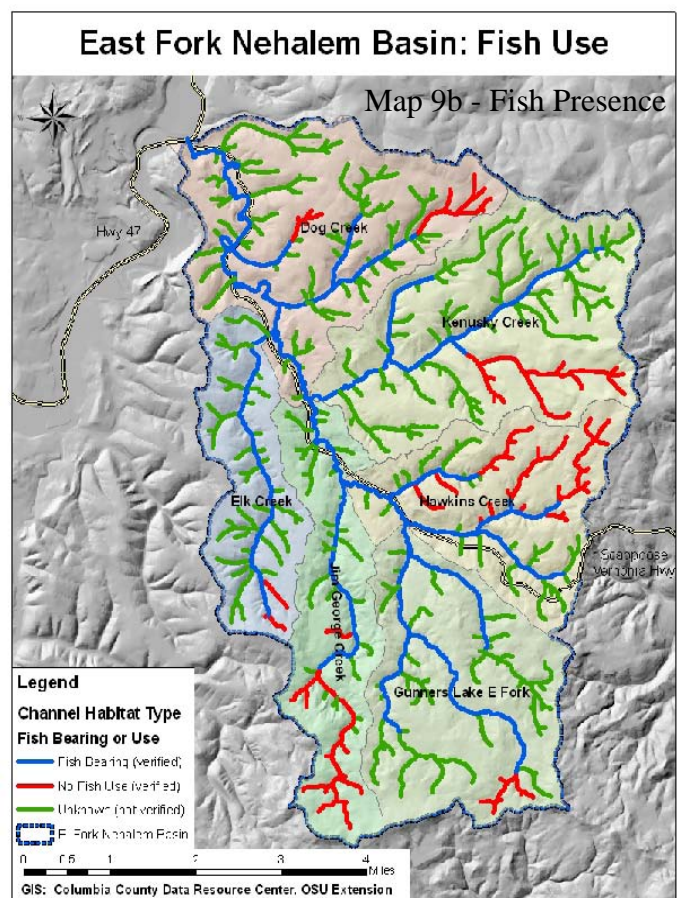 East Fork Nehalem Basin: Fish Use
Map 9b - Fish Presence
Hwy 47
Dog Creek
Kenusky Creek
Elk Creek
Hawkins Creek
Scappoose
Vernonia Hwy
Jim George Creek
Gunners Lake E Fork
Legend
Channel Habitat Type
Fish Bearing or Use
Fish Bearing (verified)
No Fish Use (verified)
Unknown (not verified)
E Fork Nehalem Basin
0 0.5 1 2 3 4
Miles
GIS: Columbia County Data Resource Center, OSU Extension